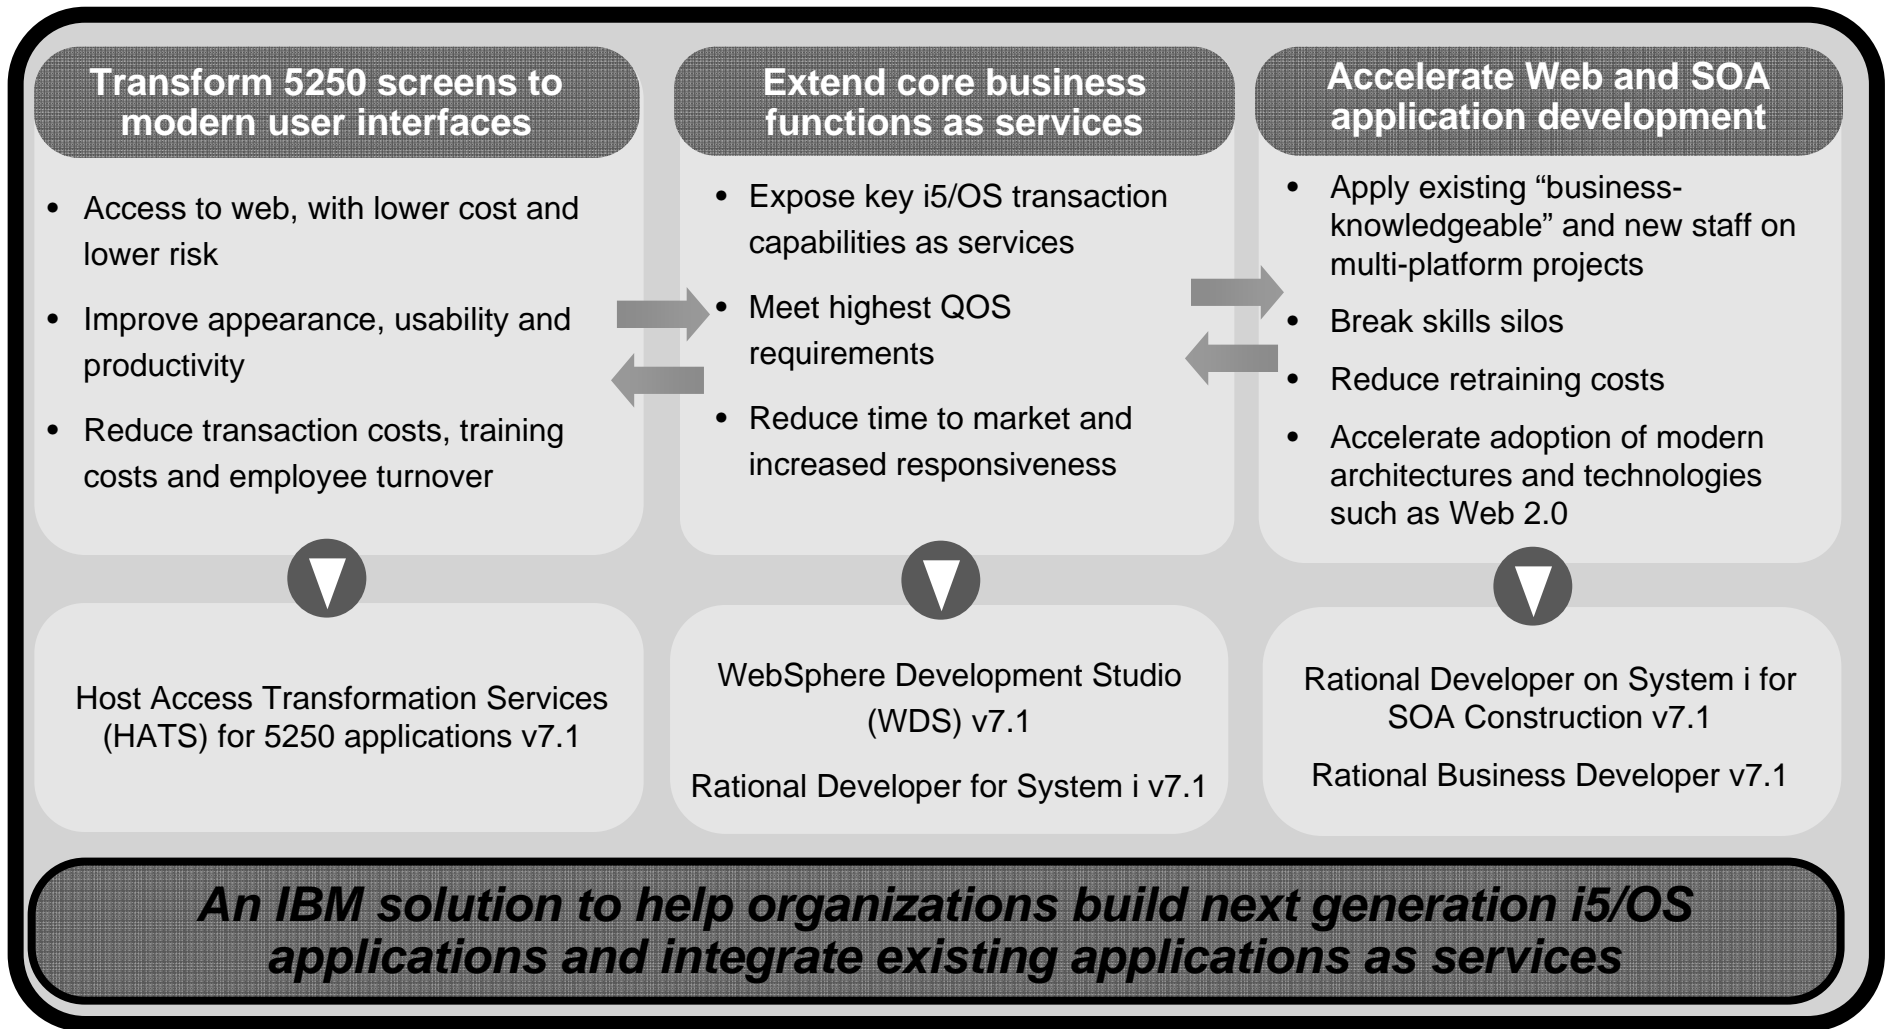 Transform 5250 screens to
modern user interfaces
• Access to web, with lower cost and
lower risk
• Improve appearance, usability and
productivity
• Reduce transaction costs, training
costs and employee turnover
Host Access Transformation Services
(HATS) for 5250 applications v7.1
Extend core business
functions as services
• Expose key i5/OS transaction
capabilities as services
• Meet highest QOS
requirements
• Reduce time to market and
increased responsiveness
WebSphere Development Studio
(WDS) v7.1
Rational Developer for System i v7.1
Accelerate Web and SOA
application development
• Apply existing “business-
knowledgeable” and new staff on
multi-platform projects
• Break skills silos
• Reduce retraining costs
• Accelerate adoption of modern
architectures and technologies
such as Web 2.0
Rational Developer on System i for
SOA Construction v7.1
Rational Business Developer v7.1
An IBM solution to help organizations build next generation i5/OS
applications and integrate existing applications as services